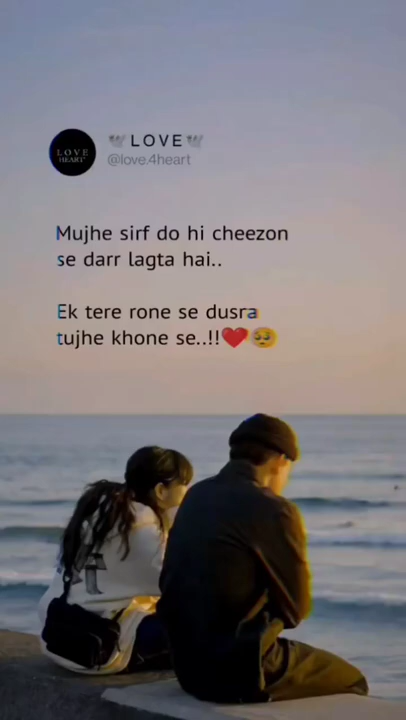 LOVE
HEART
🕊️LOVE🕊️
@love.4heart
Mujhe sirf do hi cheezon
se darr lagta hai..
Ek tere rone se dusra
tujhe khone se..!!❤️🥺